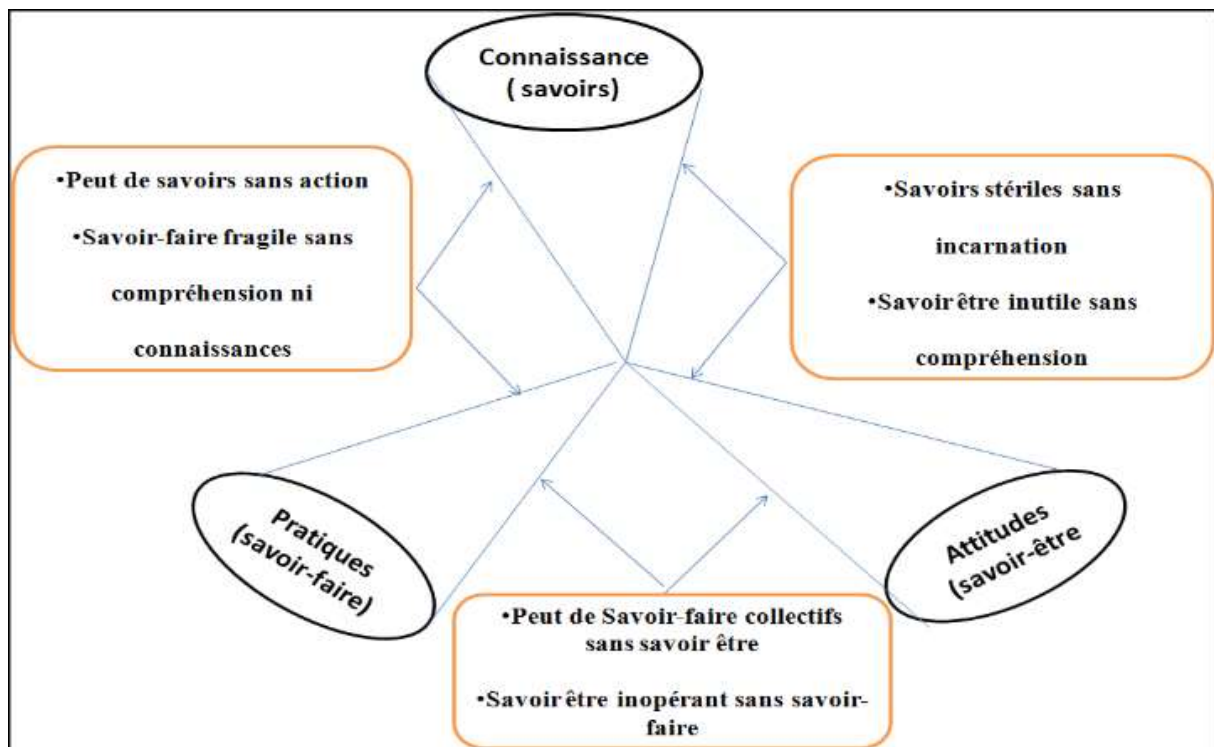 Connaissance
( savoirs)
•Peut de savoirs sans action
•Savoir-faire fragile sans
compréhension ni
connaissances
•Savoirs stériles sans
incarnation
•Savoir être inutile sans
compréhension
Pratiques
(savoir-faire)
Attitudes
(savoir-être
•Peut de Savoir-faire collectifs
sans savoir être
•Savoir être inopérant sans savoir-
faire